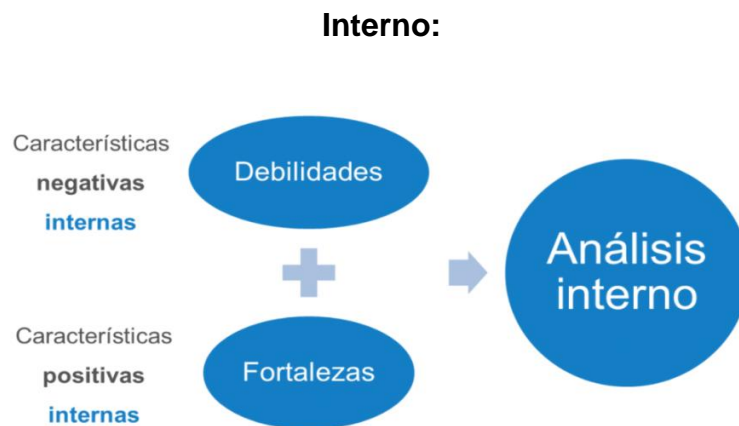 Interno:
Características
negativas
internas
Debilidades
Análisis
interno
Características
positivas
internas
Fortalezas